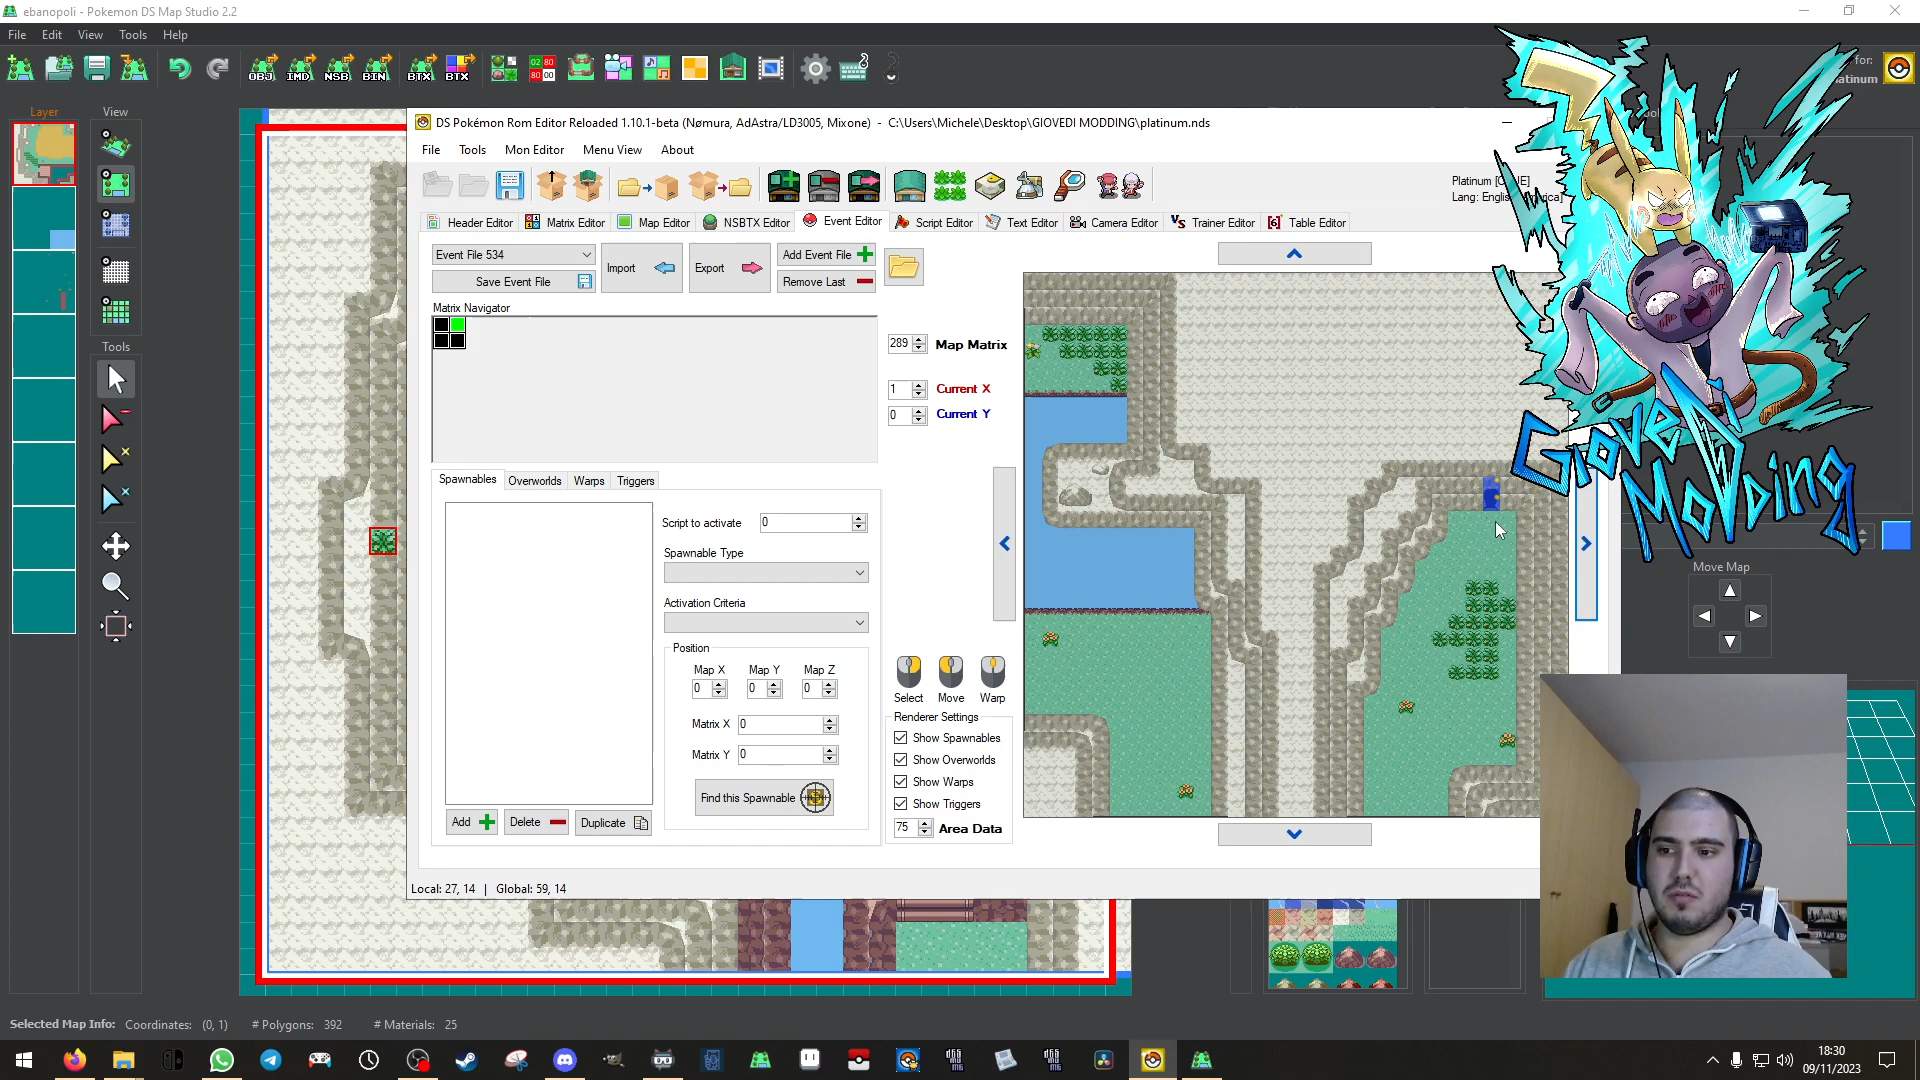 ebanopoli - Pokemon DS Map Studio 2.2
File Edit View Tools Help
OBJ IMD NSB BIN BTX BTX
for:
latinum
Layer
View
Tools
DS Pokémon Rom Editor Reloaded 1.10.1-beta (Nømura, AdAstra/LD3005, Mixone) - C:\Users\Michele\Desktop\GIOVEDI MODDING\platinum.nds
File Tools Mon Editor Menu View About
Platinum [C
E]
Lang: Engli
Header Editor Matrix Editor Map Editor NSBTX Editor Event Editor Script Editor Text Editor Camera Editor Trainer Editor Table Editor
Event File 534
Save Event File
Import
Export
Add Event File
Remove Last
Matrix Navigator
289 Map Matrix
1 Current X
0 Current Y
Spawnables Overworlds Warps Triggers
Script to activate 0
Spawnable Type
Activation Criteria
Position
Map X Map Y Map Z
0 0 0
Matrix X 0
Matrix Y 0
Find this Spawnable
Add Delete Duplicate
Select Move Warp
Renderer Settings
Show Spawnables
Show Overworlds
Show Warps
Show Triggers
75 Area Data
Local: 27, 14 | Global: 59, 14
GIOVEDI
MODDING
Move Map
Selected Map Info: Coordinates: (0, 1) # Polygons: 392 # Materials: 25
18:30
09/11/2023